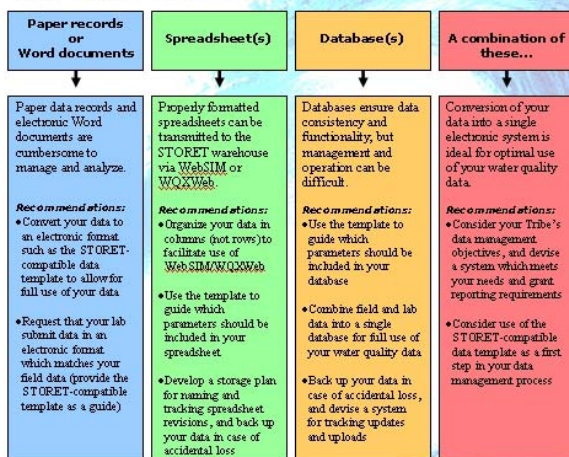 Paper records
or
Word documents
Paper data records and
electronic Word
documents are
cumbersome to
manage and analyze.
Recommendations:
•Convert your data to
an electronic format
such as the STORET-
compatible data
template to allow for
full use of your data
•Request that your lab
submit data in an
electronic format
which matches your
field data (provide the
STORET-compatible
template as a guide)
Spreadsheet(s)
Properly formatted
spreadsheets can be
transmitted to the
STORET warehouse
via WebSIM or
WQXWeb.
Recommendations:
•Organize your data in
columns (not rows) to
facilitate use of
WebSIM/WQXWeb
•Use the template to
guide which
parameters should be
included in your
spreadsheet
•Develop a storage plan
for naming and
tracking spreadsheet
revisions, and back up
your data in case of
accidental loss
Database(s)
Databases ensure data
consistency and
functionality, but
management and
operation can be
difficult.
Recommendations:
•Use the template to
guide which
parameters should be
included in your
database
•Combine field and lab
data into a single
database for full use of
your water quality data
•Back up your data in
case of accidental loss,
and devise a system
for tracking updates
and uploads
A combination of
these...
Conversion of your
data into a single
electronic system is
ideal for optimal use
of your water quality
data.
Recommendations:
•Consider your Tribe's
data management
objectives, and devise
a system which meets
your needs and grant
reporting requirements
•Consider use of the
STORET-compatible
data template as a first
step in your data
management process